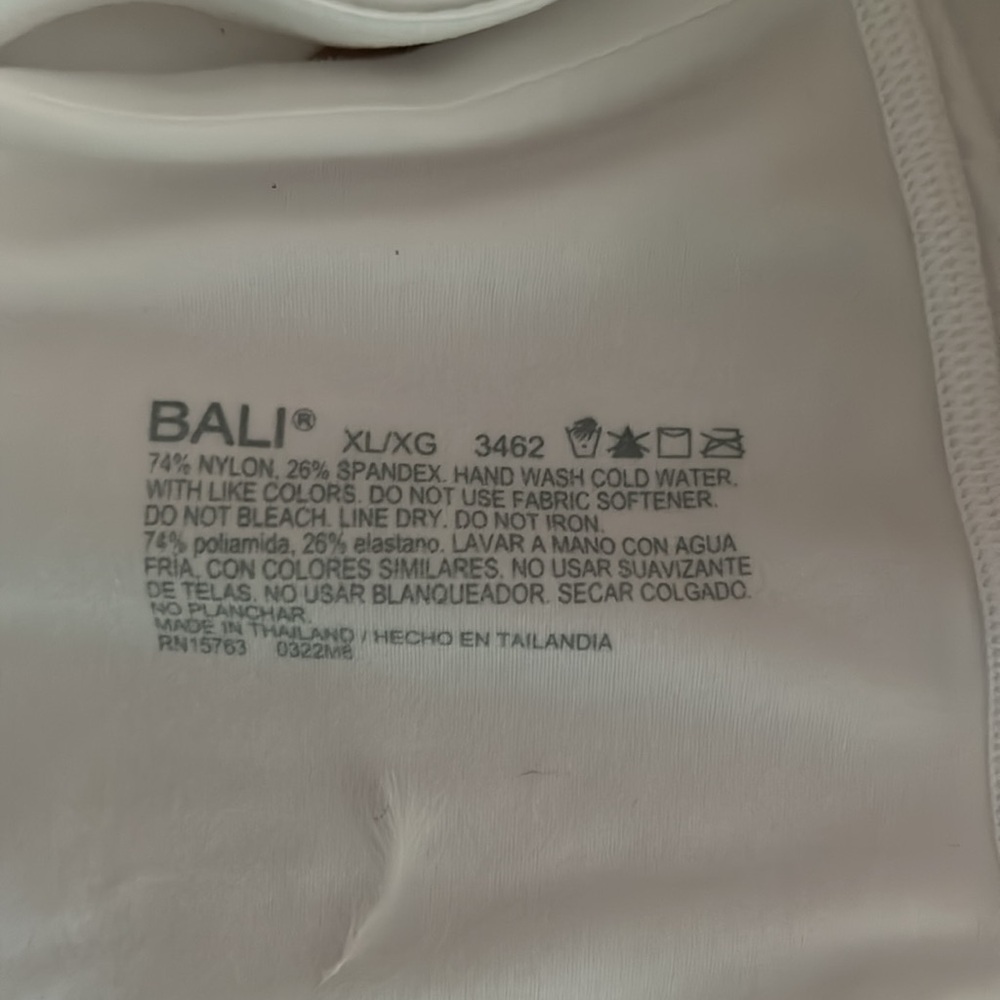 BALI® XL/XG 3462
74% NYLON, 26% SPANDEX. HAND WASH COLD WATER.
WITH LIKE COLORS. DO NOT USE FABRIC SOFTENER.
DO NOT BLEACH. LINE DRY. DO NOT IRON.
74% poliamida, 26% elastano. LAVAR A MANO CON AGUA
FRIA, CON COLORES SIMILARES. NO USAR SUAVIZANTE
DE TELAS. NO USAR BLANQUEADOR. SECAR COLGADO.
NO PLANCHAR.
MADE IN THAILAND / HECHO EN TAILANDIA
RN15763 0322M8